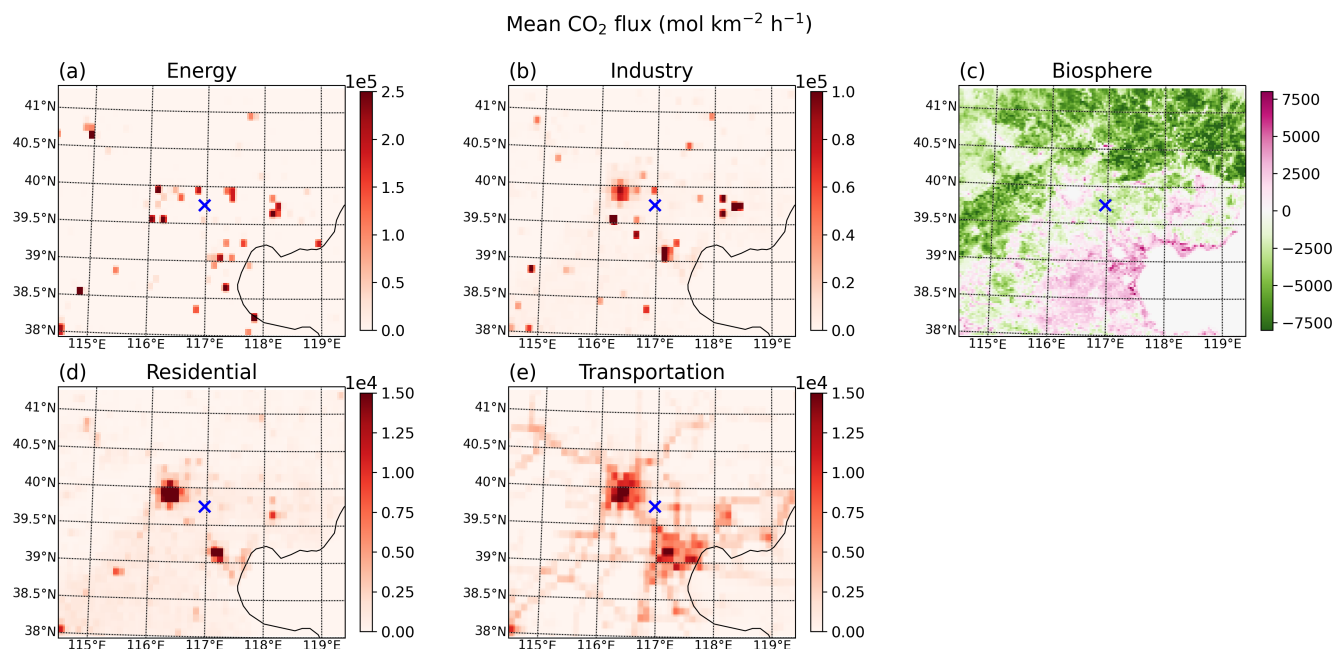 Mean CO₂ flux (mol km⁻² h⁻¹)
(a) Energy
1e5
41°N
40.5°N
40°N
39.5°N
39°N
38.5°N
38°N
115°E 116°E 117°E 118°E 119°E
2.5
2.0
1.5
1.0
0.5
0.0
(b) Industry
1e5
41°N
40.5°N
40°N
39.5°N
39°N
38.5°N
38°N
115°E 116°E 117°E 118°E 119°E
1.0
0.8
0.6
0.4
0.2
0.0
(c) Biosphere
41°N
40.5°N
40°N
39.5°N
39°N
38.5°N
38°N
115°E 116°E 117°E 118°E 119°E
7500
5000
2500
0
−2500
−5000
−7500
(d) Residential
1e4
41°N
40.5°N
40°N
39.5°N
39°N
38.5°N
38°N
115°E 116°E 117°E 118°E 119°E
1.50
1.25
1.00
0.75
0.50
0.25
0.00
(e) Transportation
1e4
41°N
40.5°N
40°N
39.5°N
39°N
38.5°N
38°N
115°E 116°E 117°E 118°E 119°E
1.50
1.25
1.00
0.75
0.50
0.25
0.00